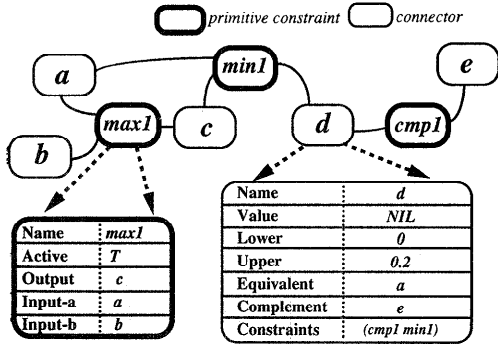 primitive constraint connector
a min1 e
max1 c d cmp1
b
Name max1
Active T
Output c
Input-a a
Input-b b
Name d
Value NIL
Lower 0
Upper 0.2
Equivalent a
Complement e
Constraints (cmp1 min1)